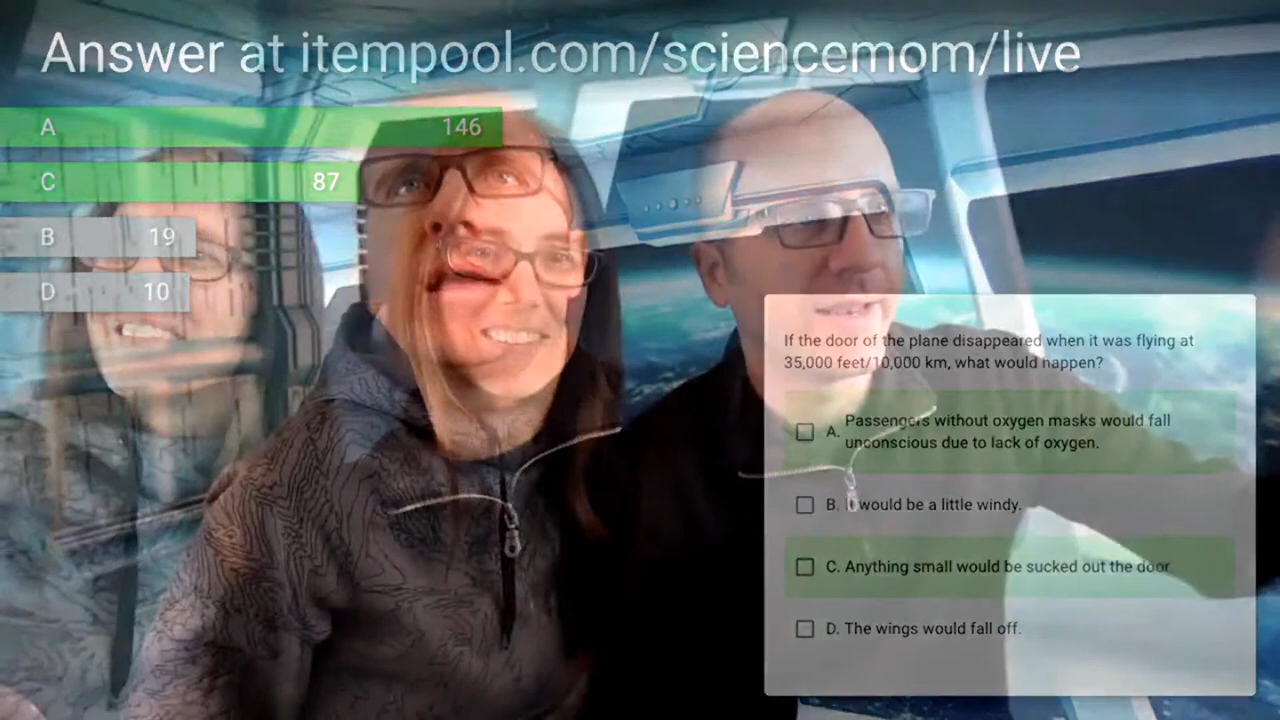 Answer at itempool.com/sciencemom/live
A 146
C 87
B 19
D 10
If the door of the plane disappeared when it was flying at
35,000 feet/10,000 km, what would happen?
A. Passengers without oxygen masks would fall
unconscious due to lack of oxygen.
B. It would be a little windy.
C. Anything small would be sucked out the door
D. The wings would fall off.